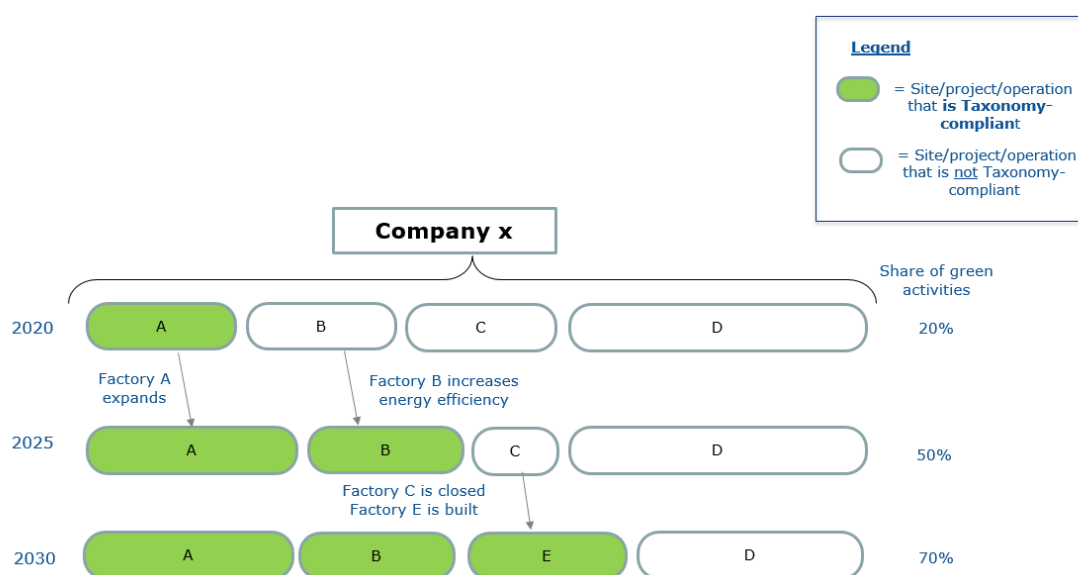 Legend
= Site/project/operation
that is Taxonomy-
compliant
= Site/project/operation
that is not Taxonomy-
compliant
Company x
Share of green
activities
2020
A
B
C
D
20%
Factory A
expands
Factory B increases
energy efficiency
2025
A
B
C
D
50%
Factory C is closed
Factory E is built
2030
A
B
E
D
70%